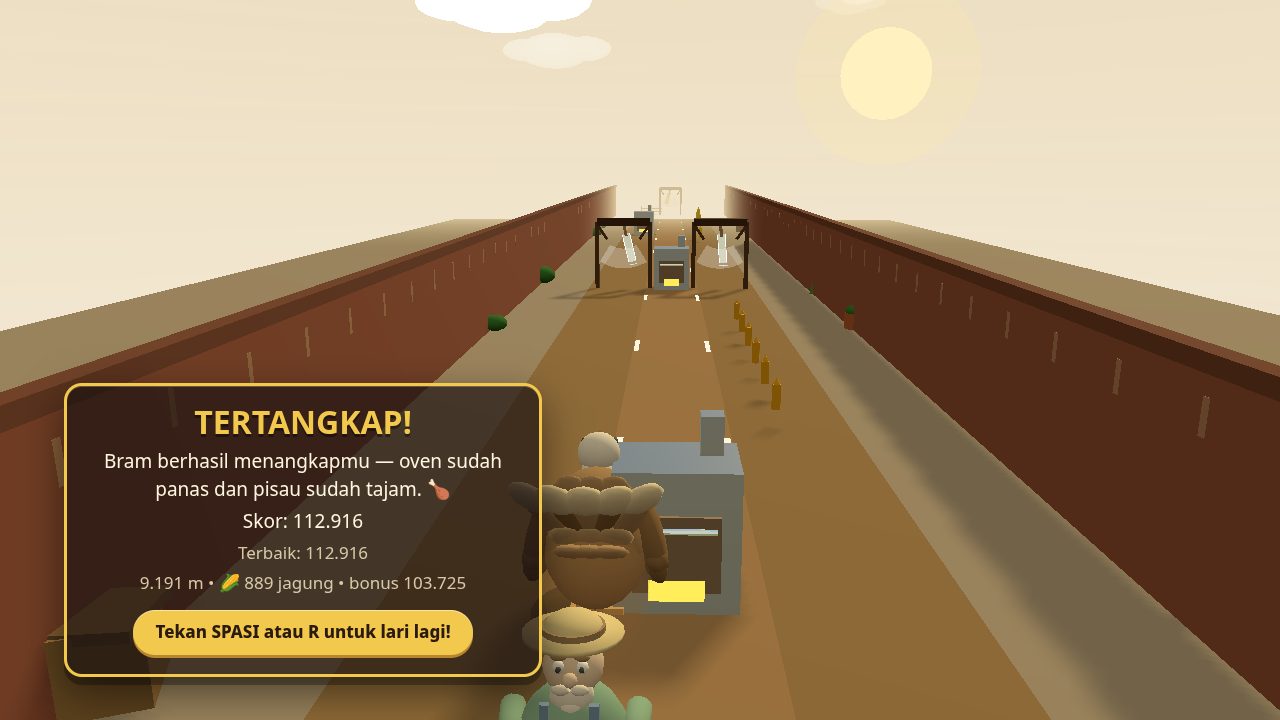 TERTANGKAP!
Bram berhasil menangkapmu — oven sudah
panas dan pisau sudah tajam. 🍗
Skor: 112.916
Terbaik: 112.916
9.191 m • 🌽 889 jagung • bonus 103.725
Tekan SPASI atau R untuk lari lagi!